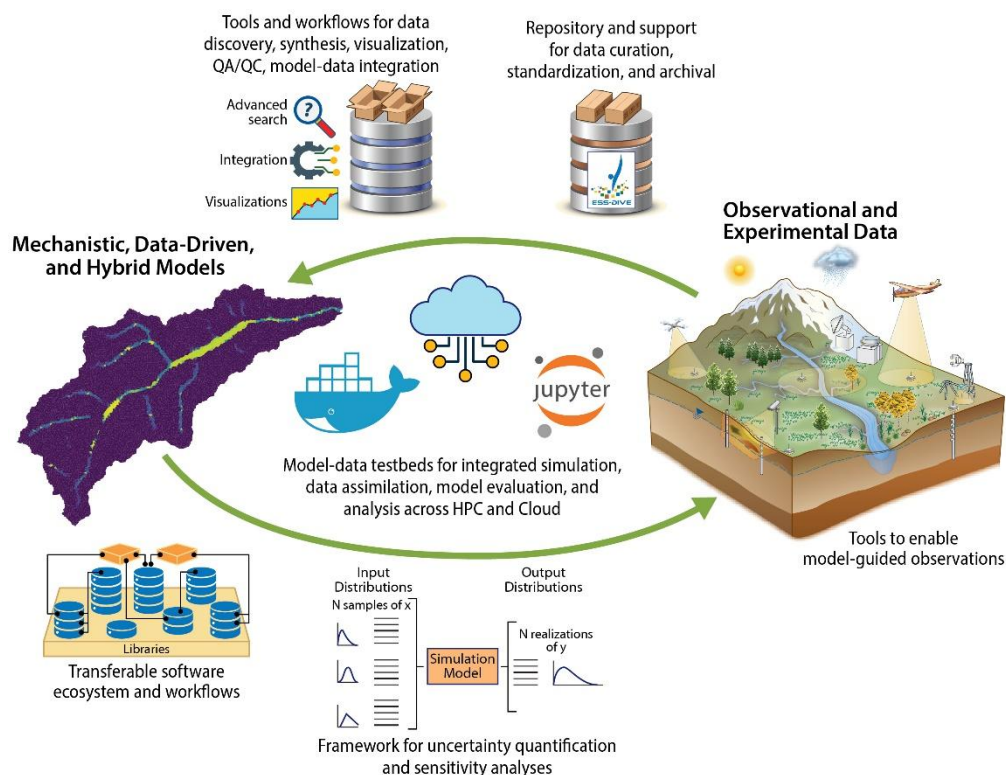 Tools and workflows for data
discovery, synthesis, visualization,
QA/QC, model-data integration
Repository and support
for data curation,
standardization, and archival
Advanced
search
?
Integration
Visualizations
ESS-DIVE
Mechanistic, Data-Driven,
and Hybrid Models
Observational and
Experimental Data
jupyter
Model-data testbeds for integrated simulation,
data assimilation, model evaluation, and
analysis across HPC and Cloud
Tools to enable
model-guided observations
Libraries
Transferable software
ecosystem and workflows
Input
Distributions
N samples of x
Output
Distributions
Simulation
Model
N realizations
of y
Framework for uncertainty quantification
and sensitivity analyses